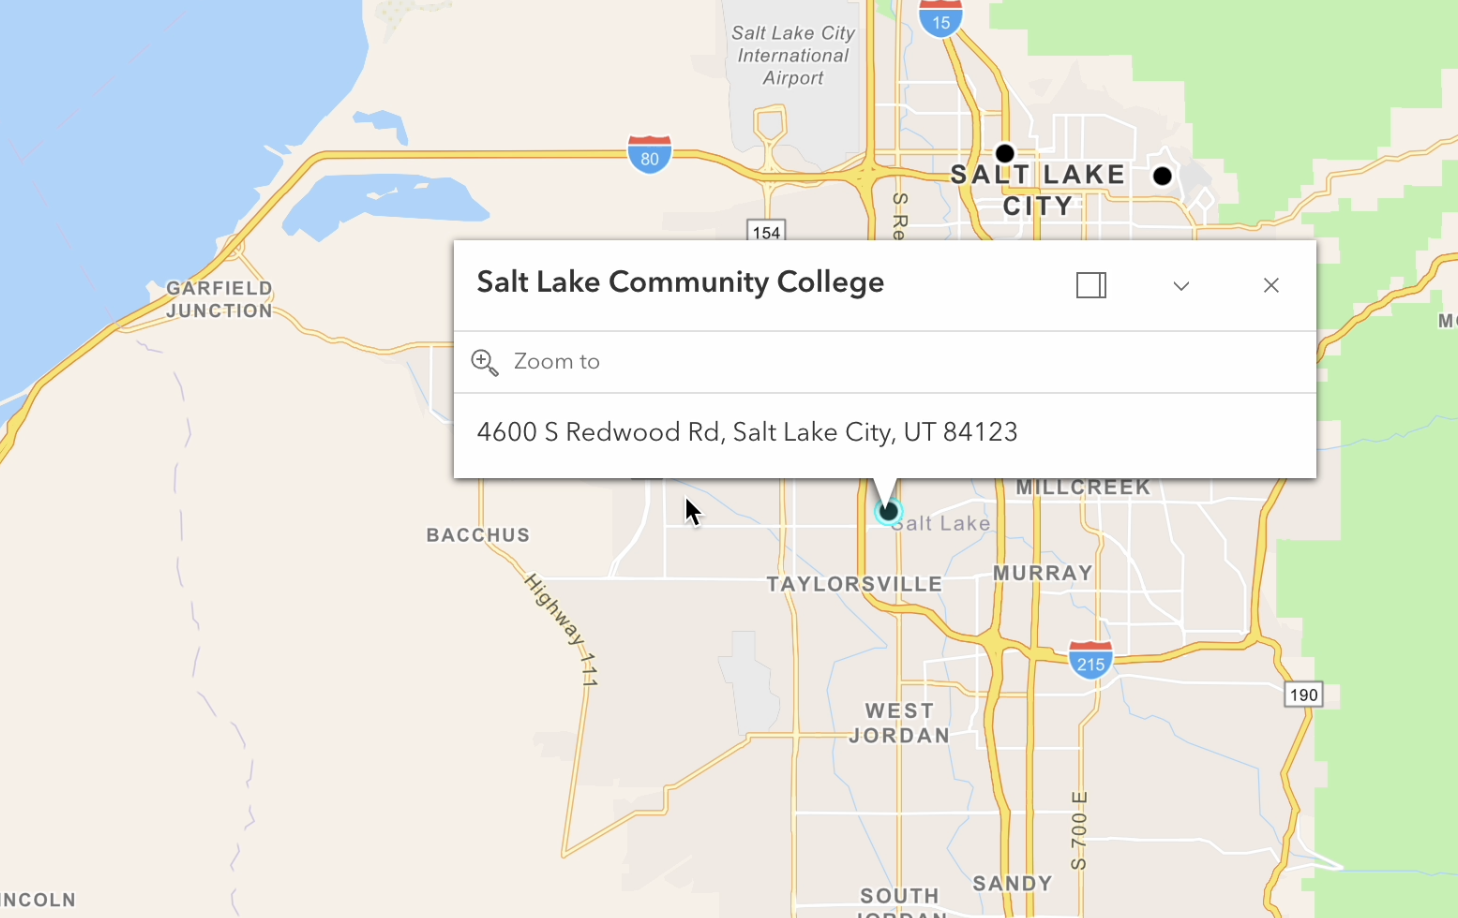 15
Salt Lake City
International
Airport
80
SALT LAKE
CITY
S Re
154
GARFIELD
JUNCTION
Salt Lake Community College
Zoom to
4600 S Redwood Rd, Salt Lake City, UT 84123
MILLCREEK
Salt Lake
BACCHUS
TAYLORSVILLE
MURRAY
Highway 111
215
190
WEST
JORDAN
S 700 E
SANDY
SOUTH
JORDAN
INCOLN